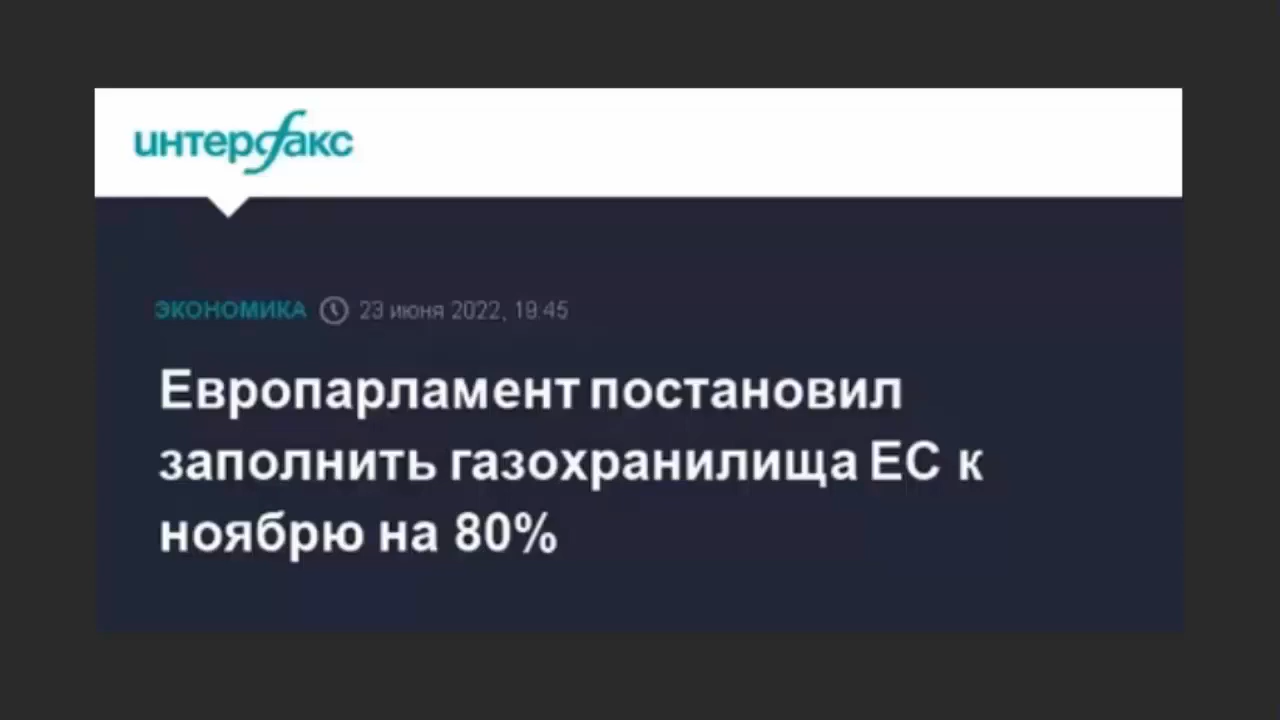 интерфакс
ЭКОНОМИКА 23 июня 2022, 19:45
Европарламент постановил
заполнить газохранилища ЕС к
ноябрю на 80%